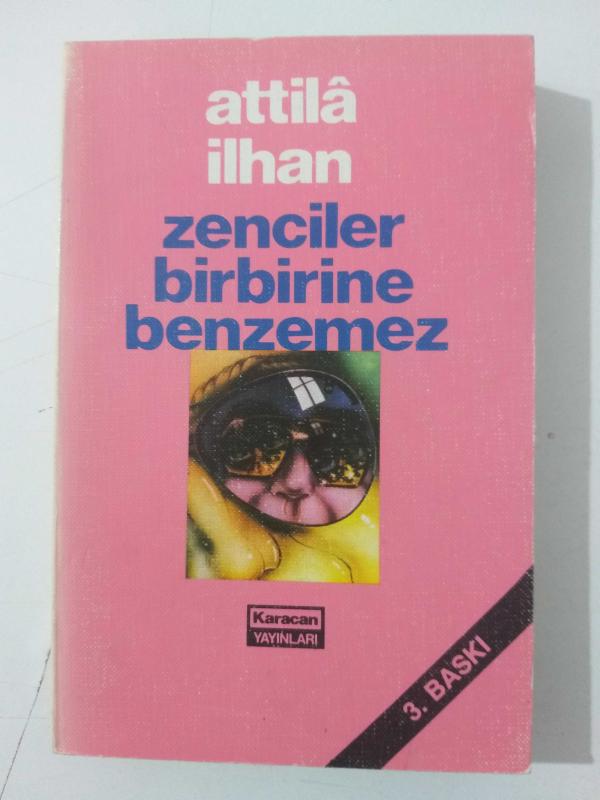 attilâ
ilhan
zenciler
birbirine
benzemez
Karacan
YAYINLARI
3. BASKI